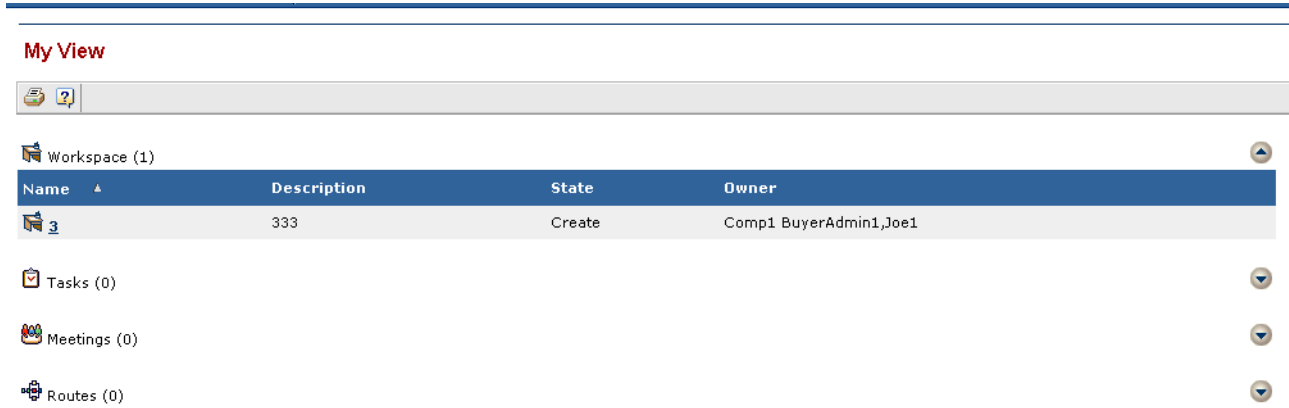 My View
Workspace (1)
Name Description State Owner
3 333 Create Comp1 BuyerAdmin1,Joe1
Tasks (0)
Meetings (0)
Routes (0)